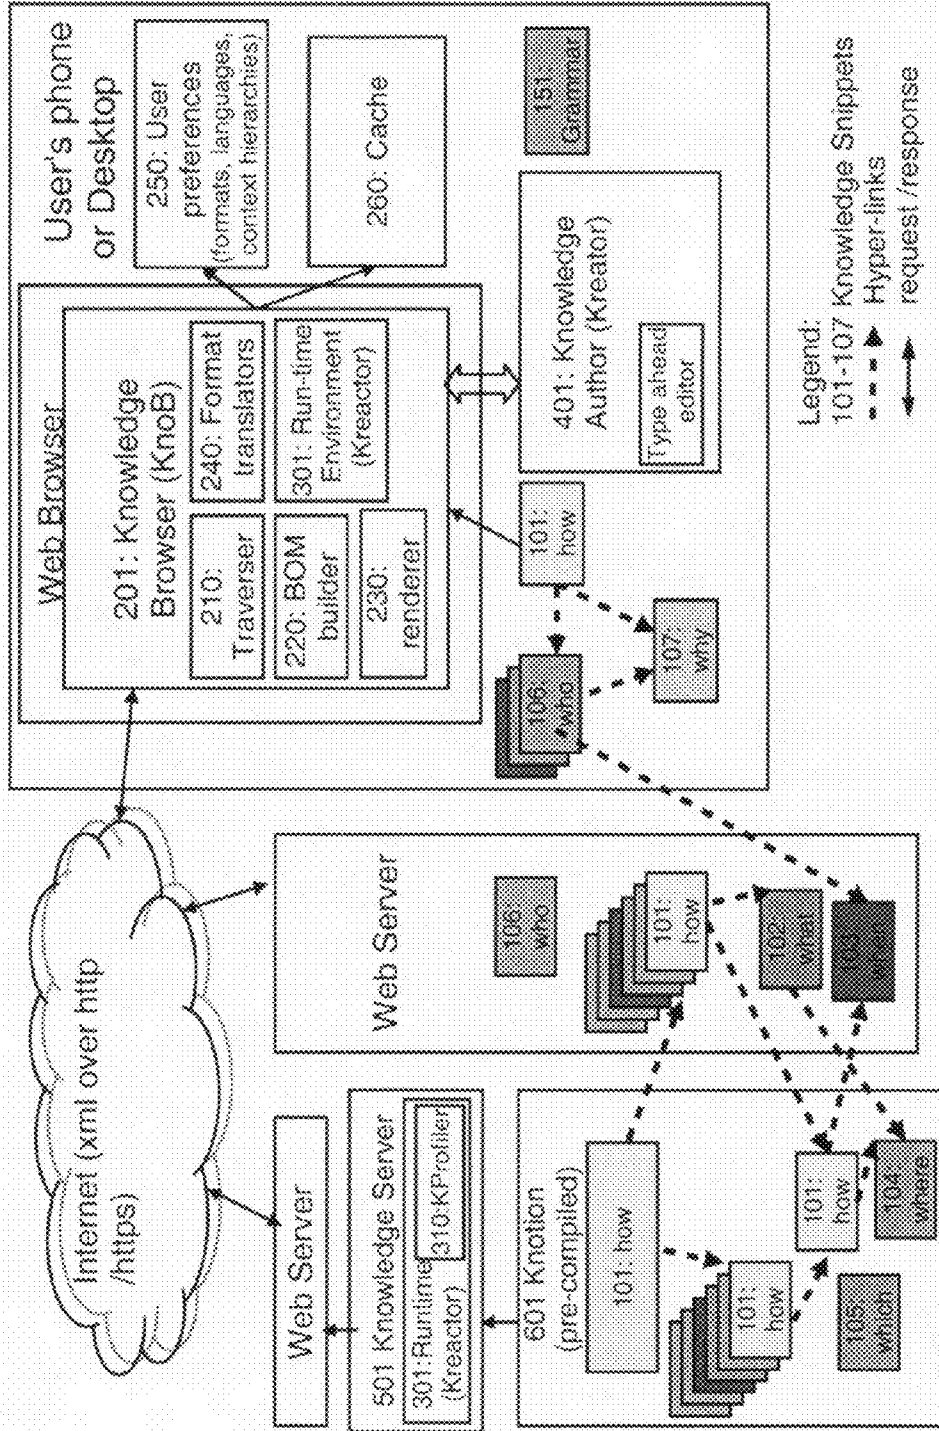 Internet (xml over http
/https)
Web Server
501 Knowledge Server
301:Runtime
(Kreactor)
310:KProfiler
601 Knotion
(pre-compiled)
101: how
101:
how
101:
how
105:
which
104:
where
Web Server
106:
who
101:
how
102:
what
103:
when
User's phone
or Desktop
Web Browser
201: Knowledge
Browser (KnoB)
210:
Traverser
240: Format
translators
220: BOM
builder
301: Run-time
Environment
(Kreactor)
230:
renderer
250: User
preferences
(formats, languages,
context hierarchies)
260: Cache
106:
who
101:
how
107:
why
401: Knowledge
Author (Kreator)
Type ahead
editor
151:
Grammar
Legend:
101-107 Knowledge Snippets
Hyper-links
request /response